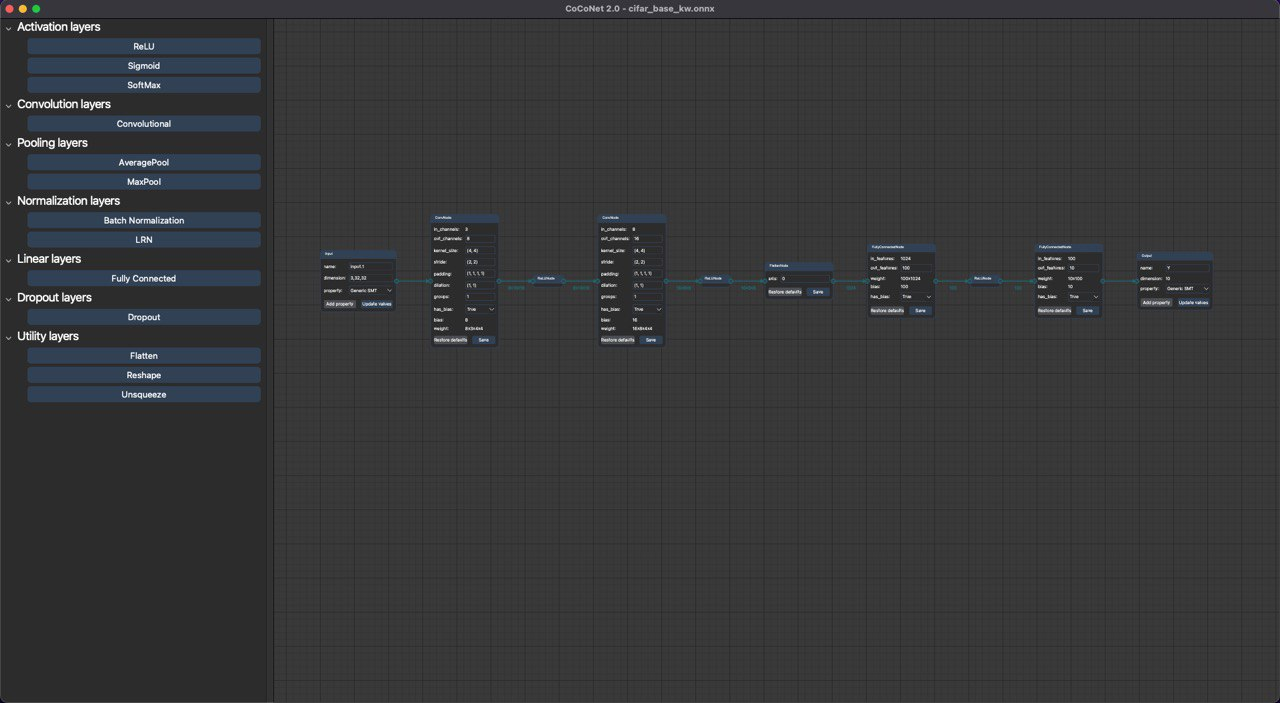 CoCoNet 2.0 - cifar_base_kw.onnx
Activation layers
ReLU
Sigmoid
SoftMax
Convolution layers
Convolutional
Pooling layers
AveragePool
MaxPool
Normalization layers
Batch Normalization
LRN
Linear layers
Fully Connected
Dropout layers
Dropout
Utility layers
Flatten
Reshape
Unsqueeze
Input
name: Input 1
dimension: 3,32,32
property: Generic SMT
Add property Update values
ConvNode
in_channels: 3
out_channels: 8
kernel_size: (4, 4)
stride: (2, 2)
padding: (1, 1, 1, 1)
dilation: (1, 1)
groups: 1
has_bias: True
bias: 8
weight: 8X3X4X4
Restore defaults Save
ReLUNode
ConvNode
in_channels: 8
out_channels: 16
kernel_size: (4, 4)
stride: (2, 2)
padding: (1, 1, 1, 1)
dilation: (1, 1)
groups: 1
has_bias: True
bias: 16
weight: 16X8X4X4
Restore defaults Save
ReLUNode
FlattenNode
axis: 0
Restore defaults Save
1024
FullyConnectedNode
in_features: 1024
out_features: 100
weight: 100X1024
bias: 100
has_bias: True
Restore defaults Save
100
ReLUNode
100
FullyConnectedNode
in_features: 100
out_features: 10
weight: 10X100
bias: 10
has_bias: True
Restore defaults Save
Output
name: Y
dimension: 10
property: Generic SMT
Add property Update values